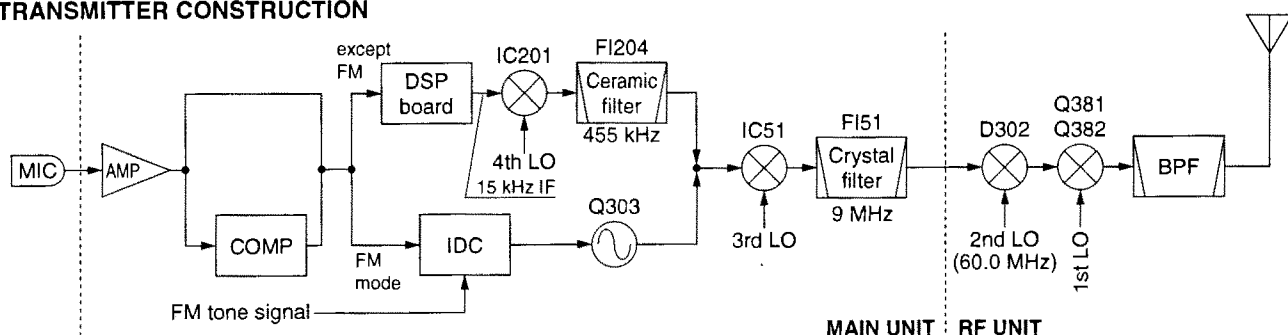 TRANSMITTER CONSTRUCTION
except
FM
DSP
board
IC201
4th LO
15 kHz IF
FI204
Ceramic
filter
455 kHz
MIC
AMP
COMP
FM
mode
IDC
FM tone signal
Q303
IC51
3rd LO
FI51
Crystal
filter
9 MHz
D302
2nd LO
(60.0 MHz)
Q381
Q382
1st LO
BPF
MAIN UNIT
RF UNIT